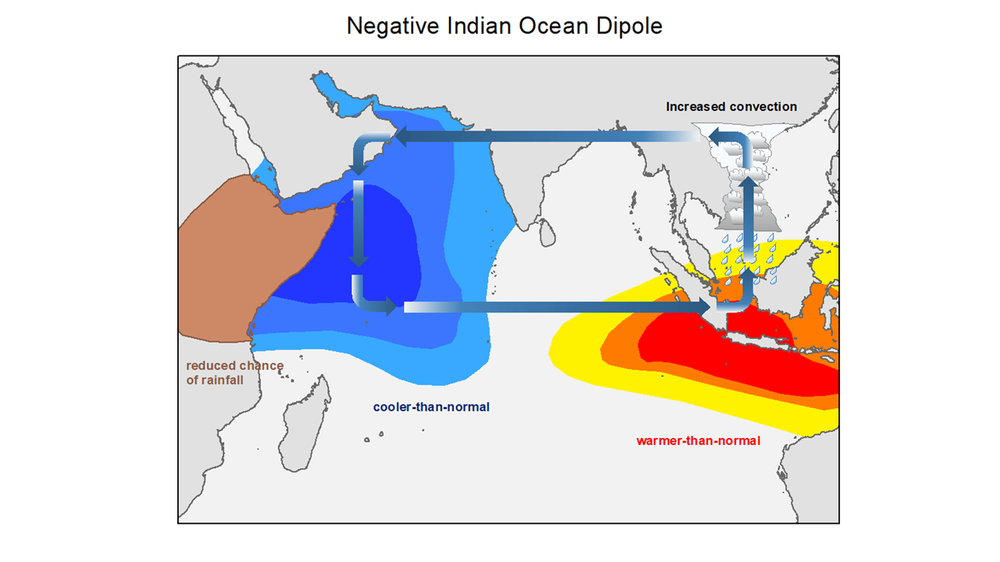 Negative Indian Ocean Dipole
Increased convection
reduced chance
of rainfall
cooler-than-normal
warmer-than-normal